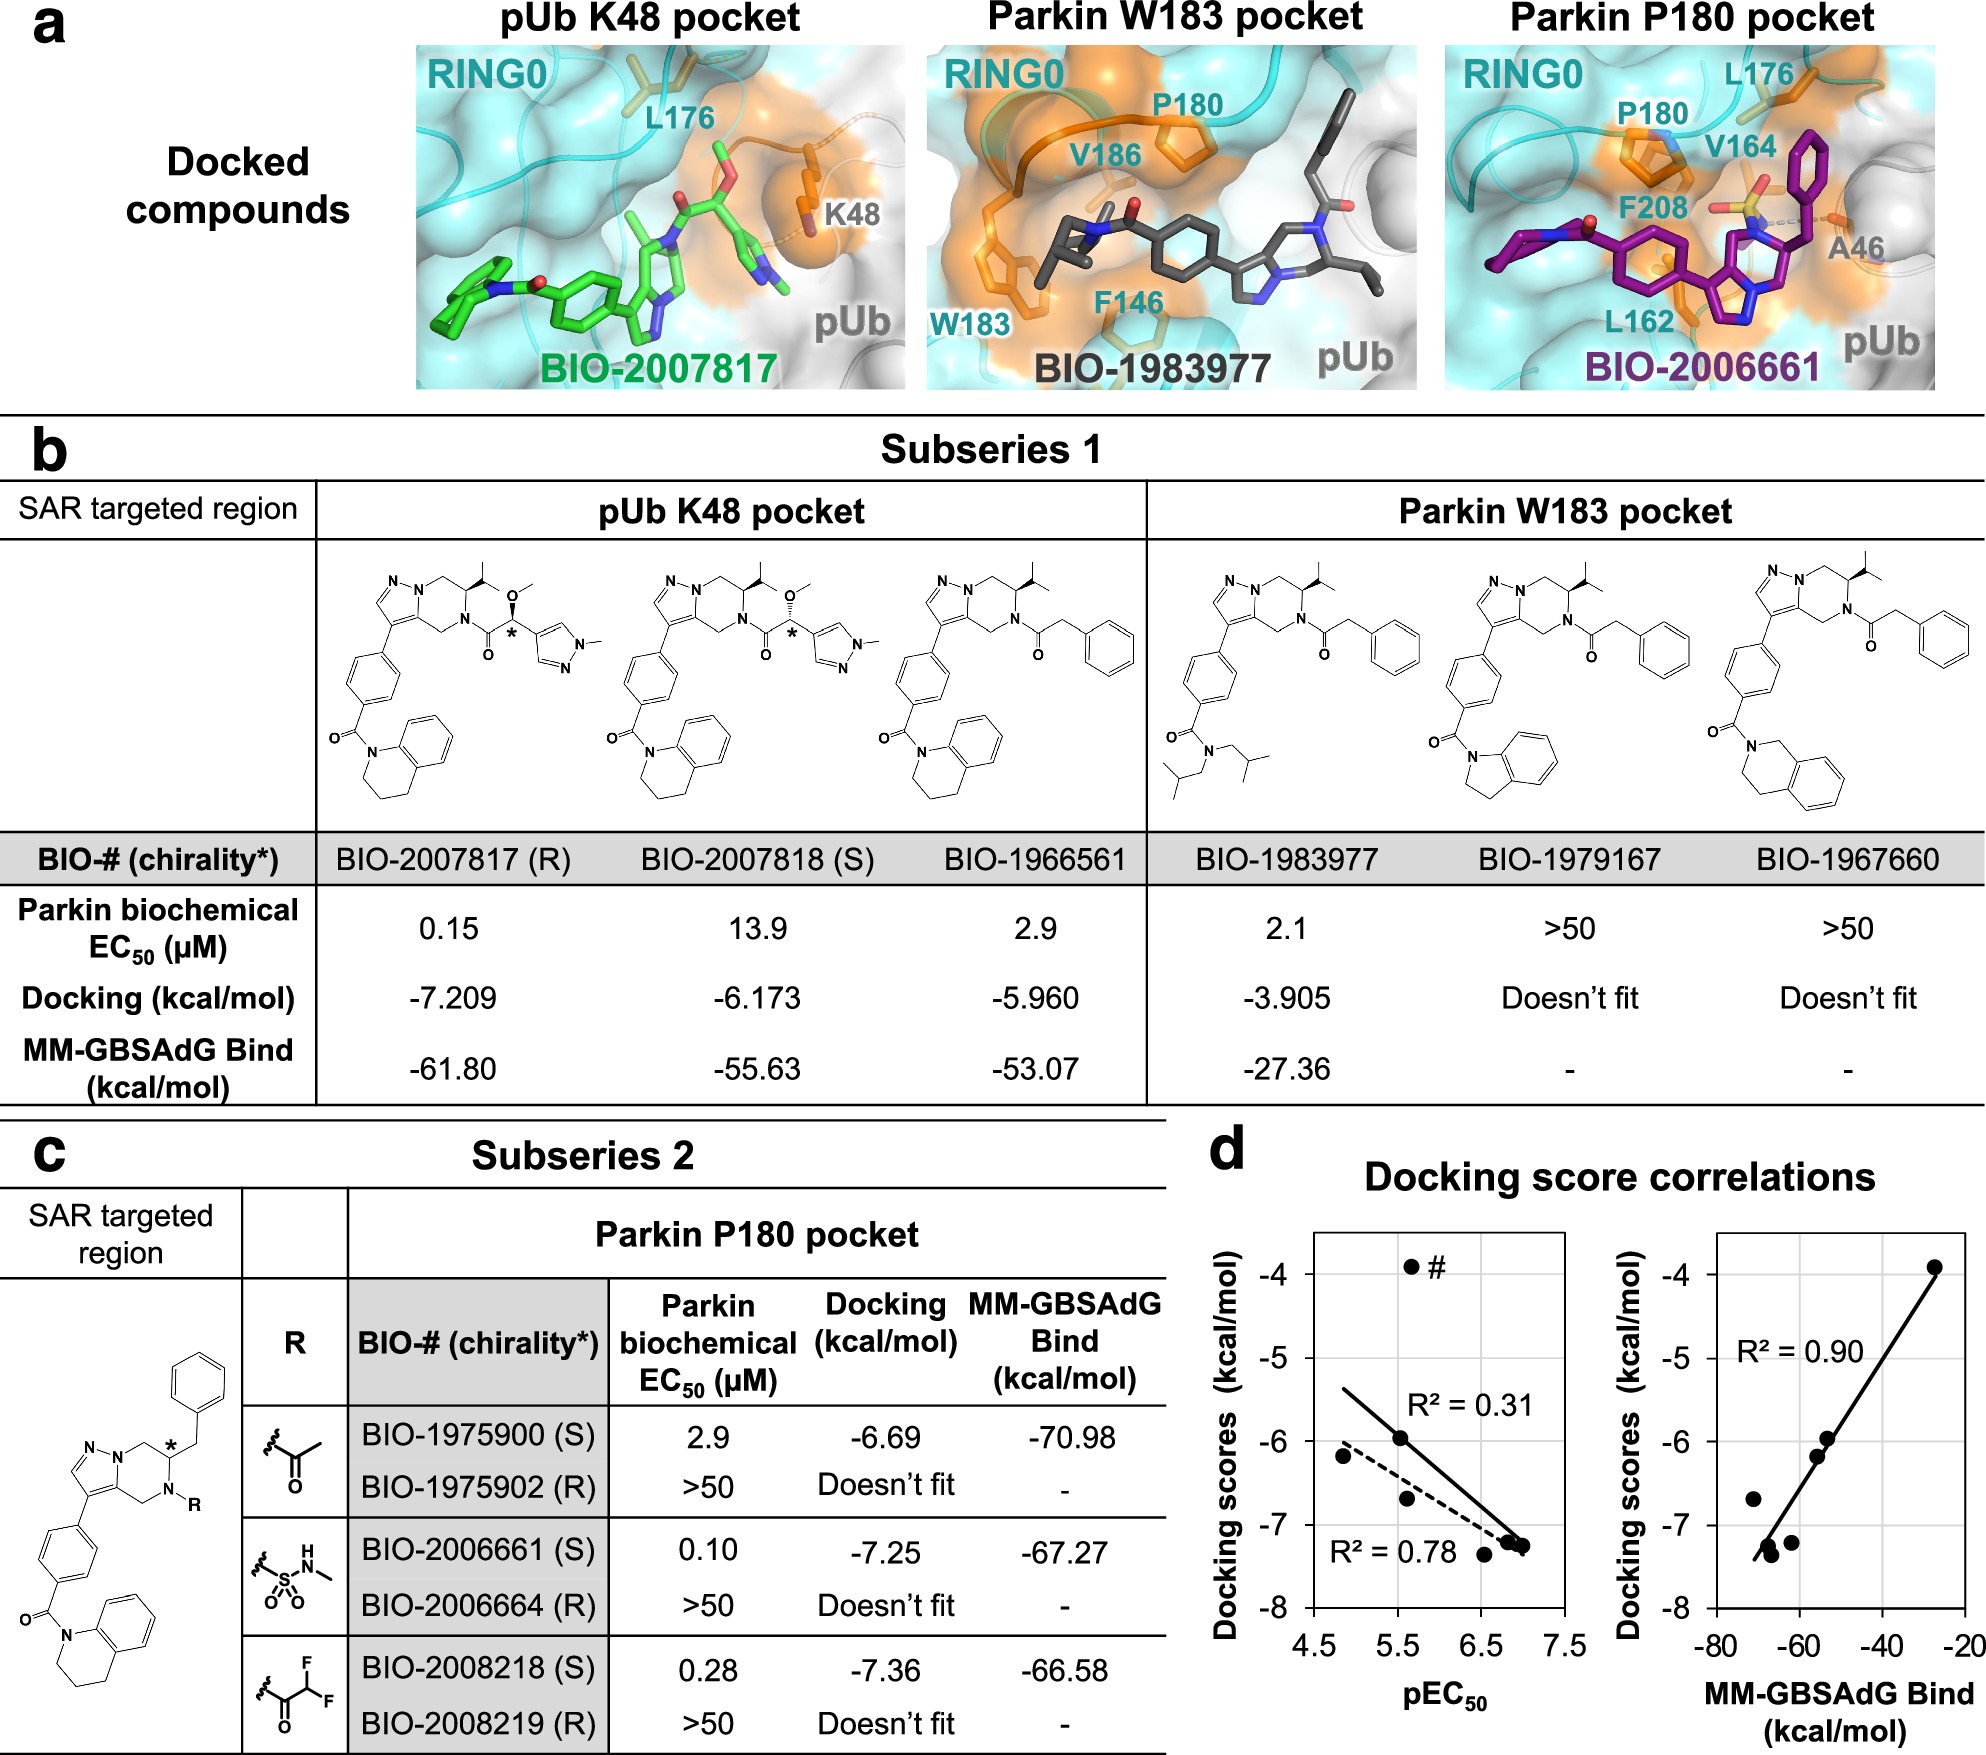 a
pUb K48 pocket
Parkin W183 pocket
Parkin P180 pocket
Docked
compounds
RING0
L176
K48
pUb
BIO-2007817
RING0
P180
V186
W183
F146
pUb
BIO-1983977
RING0
L176
P180
V164
F208
A46
L162
pUb
BIO-2006661
b
Subseries 1
SAR targeted region
pUb K48 pocket
Parkin W183 pocket
BIO-# (chirality*)
BIO-2007817 (R)
BIO-2007818 (S)
BIO-1966561
BIO-1983977
BIO-1979167
BIO-1967660
Parkin biochemical
EC₅₀ (µM)
0.15
13.9
2.9
2.1
>50
>50
Docking (kcal/mol)
-7.209
-6.173
-5.960
-3.905
Doesn't fit
Doesn't fit
MM-GBSAdG Bind
(kcal/mol)
-61.80
-55.63
-53.07
-27.36
-
-
c
Subseries 2
SAR targeted
region
Parkin P180 pocket
R
BIO-# (chirality*)
Parkin
biochemical
EC₅₀ (µM)
Docking
(kcal/mol)
MM-GBSAdG
Bind
(kcal/mol)
BIO-1975900 (S)
2.9
-6.69
-70.98
BIO-1975902 (R)
>50
Doesn't fit
-
BIO-2006661 (S)
0.10
-7.25
-67.27
BIO-2006664 (R)
>50
Doesn't fit
-
BIO-2008218 (S)
0.28
-7.36
-66.58
BIO-2008219 (R)
>50
Doesn't fit
-
d
Docking score correlations
Docking scores (kcal/mol)
-4
-5
-6
-7
-8
#
R² = 0.31
R² = 0.78
4.5
5.5
6.5
7.5
pEC₅₀
Docking scores (kcal/mol)
-4
-5
-6
-7
-8
R² = 0.90
-80
-60
-40
-20
MM-GBSAdG Bind
(kcal/mol)